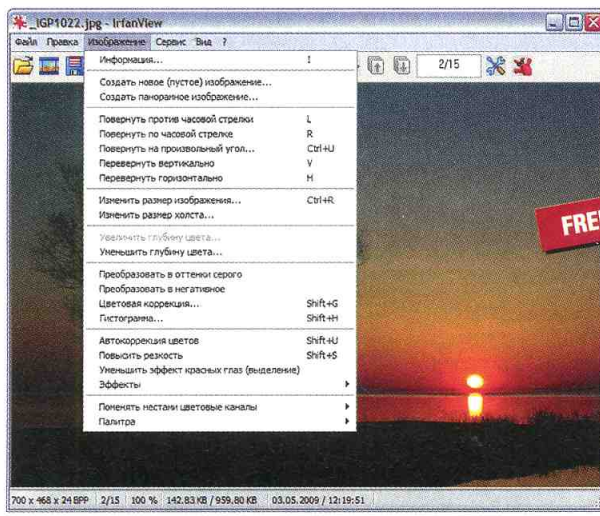 _IGP1022.jpg - IrfanView
Файл Правка Изображение Сервис Вид ?
2/15
Информация... I
Создать новое (пустое) изображение...
Создать панорамное изображение...
Повернуть против часовой стрелки L
Повернуть по часовой стрелке R
Повернуть на произвольный угол... Ctrl+U
Перевернуть вертикально V
Перевернуть горизонтально H
Изменить размер изображения... Ctrl+R
Изменить размер холста...
Увеличить глубину цвета...
Уменьшить глубину цвета...
FREE
Преобразовать в оттенки серого
Преобразовать в негативное
Цветовая коррекция... Shift+G
Гистограмма... Shift+H
Автокоррекция цветов Shift+U
Повысить резкость Shift+S
Уменьшить эффект красных глаз (выделение)
Эффекты
Поменять местами цветовые каналы
Палитра
700 x 468 x 24 BPP 2/15 100 % 142.83 KB / 959,80 KB 03.05.2009 / 12:19:51